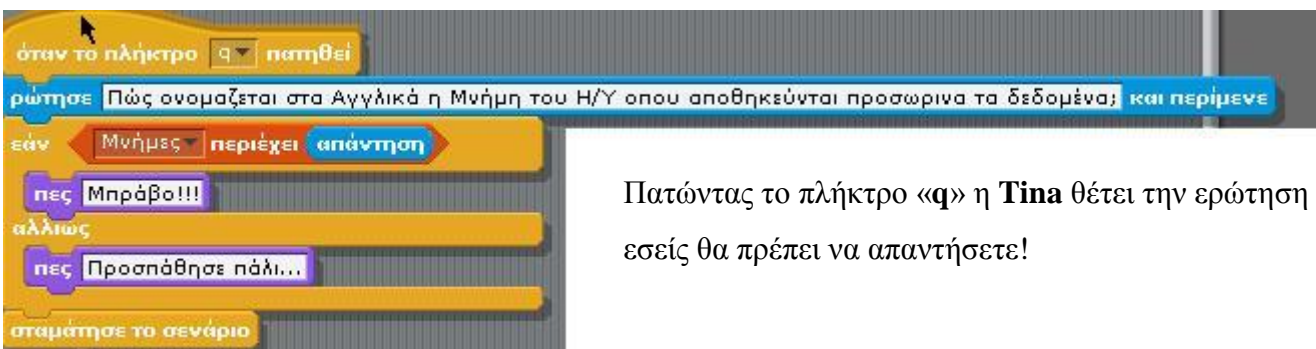 όταν το πλήκτρο q πατηθεί
ρώτησε Πώς ονομαζεται στα Αγγλικά η Μνήμη του Η/Υ οπου αποθηκεύνται προσωρινα τα δεδομένα; και περίμενε
εάν Μνήμες περιέχει απάντηση
πες Μπράβο!!!
αλλιώς
πες Προσπάθησε πάλι...
σταμάτησε το σενάριο
Πατώντας το πλήκτρο «q» η Tina θέτει την ερώτηση
εσείς θα πρέπει να απαντήσετε!